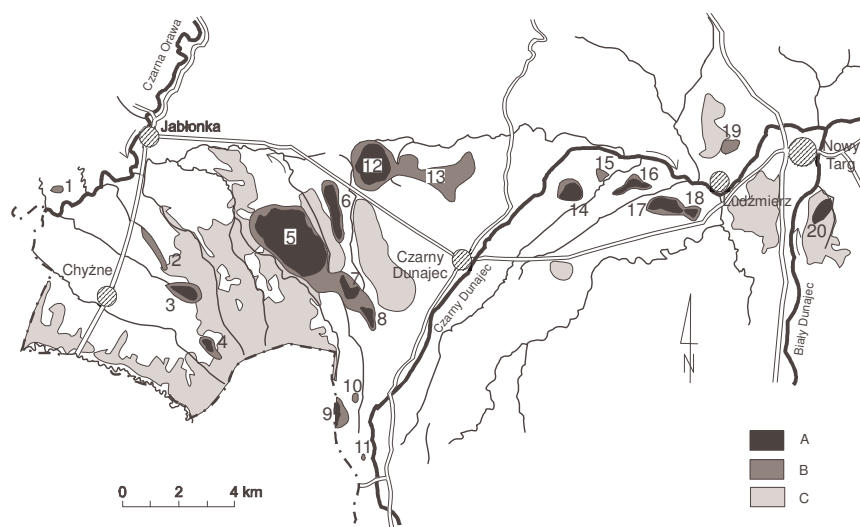 Czarna Orawa
Jabłonka
1
2
3
4
5
6
7
8
9
10
11
12
13
14
15
16
17
18
19
20
Chyżne
Czarny
Dunajec
Czarny Dunajec
Ludźmierz
Nowy
Targ
Biały Dunajec
N
A
B
C
0 2 4 km